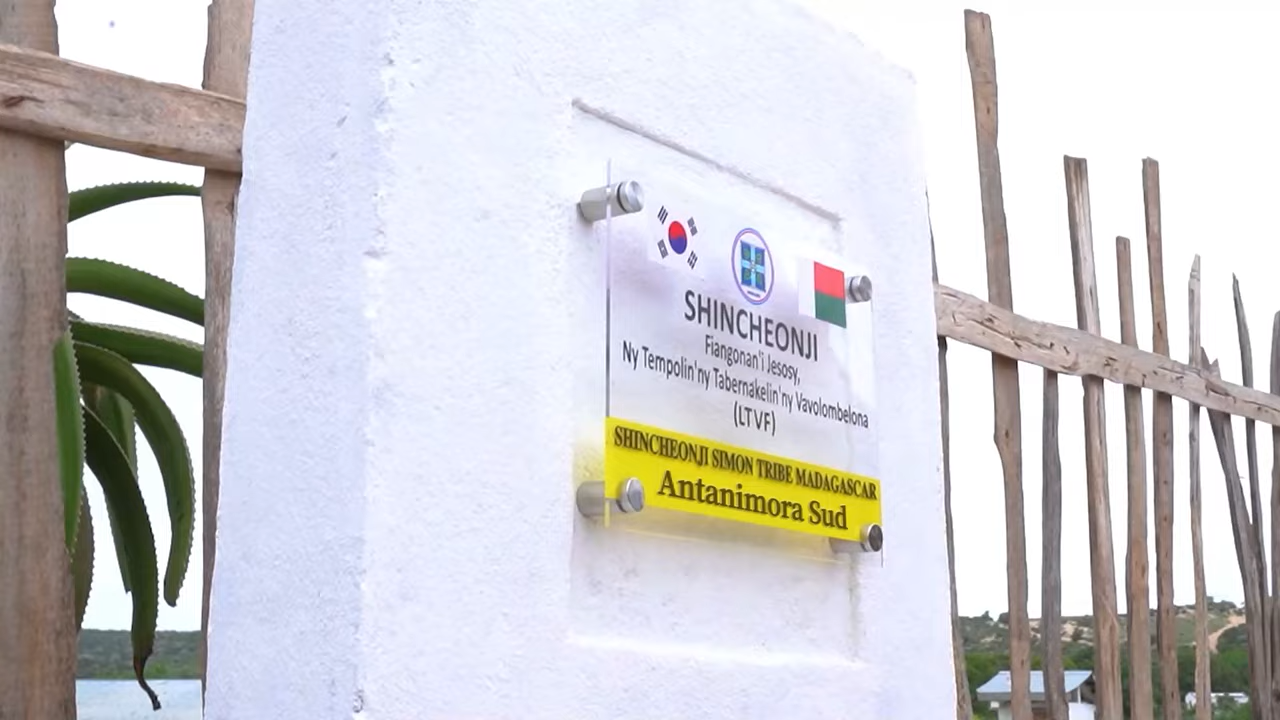 SHINCHEONJI
Fiangonan'i Jesosy,
Ny Tempolin'ny Tabernakelin'ny Vavolombelona
(LTVF)
SHINCHEONJI SIMON TRIBE MADAGASCAR
Antanimora Sud